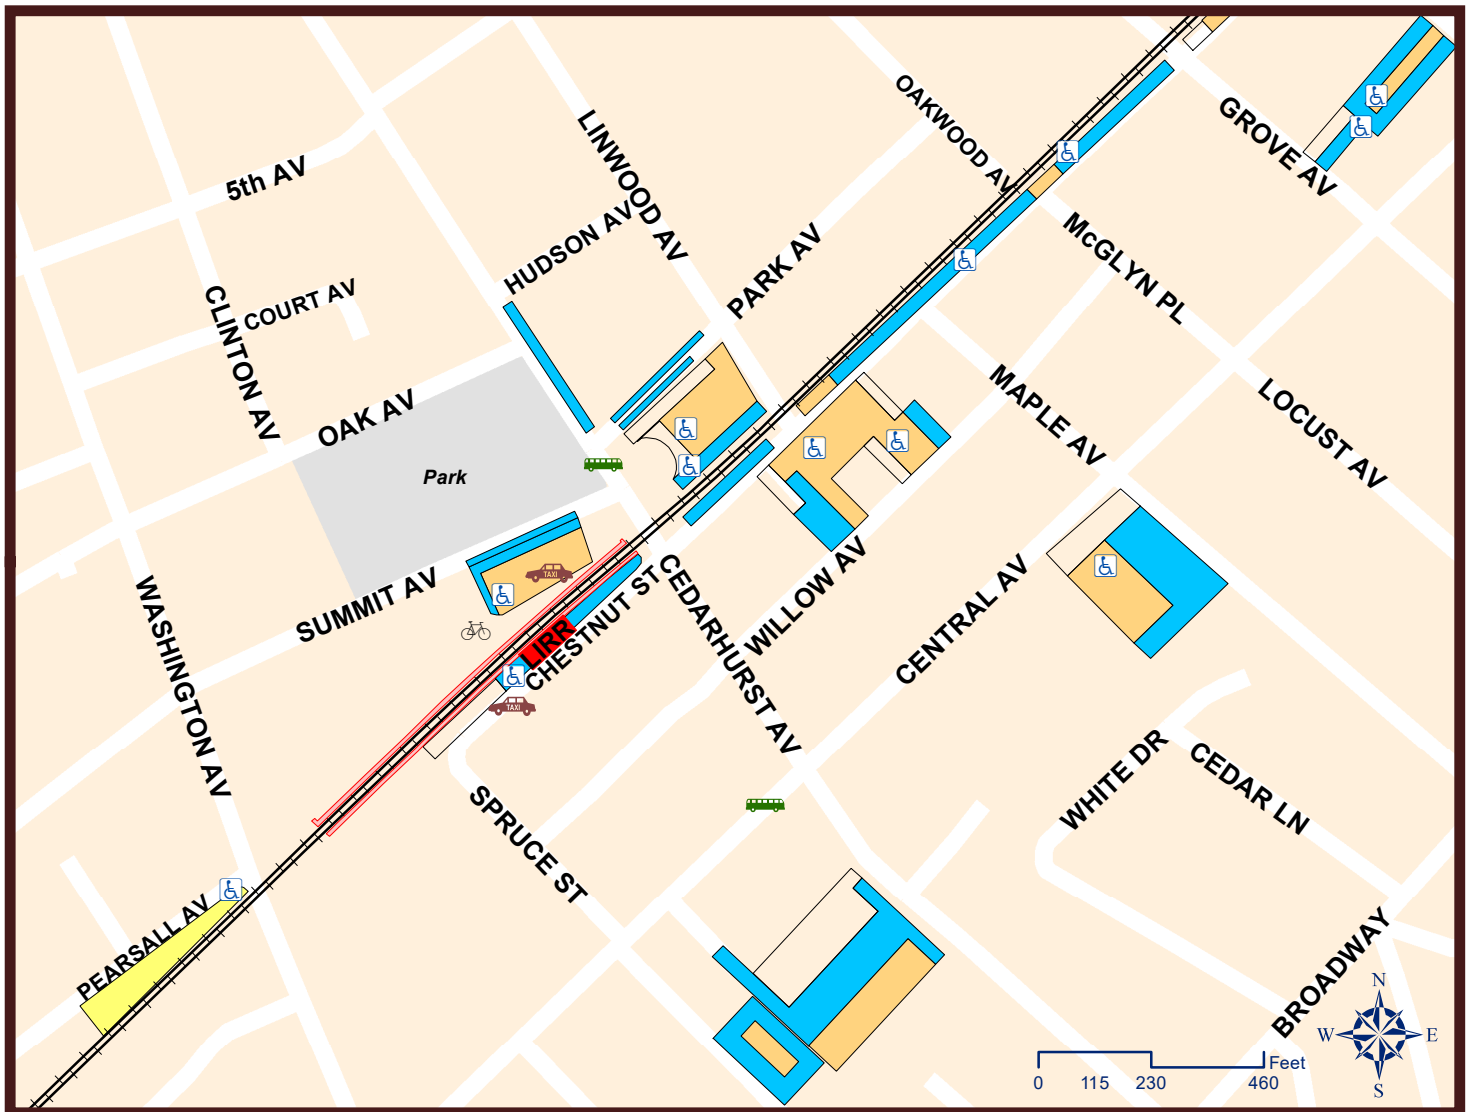 OAKWOOD AV
GROVE AV
LINWOOD AV
5th AV
HUDSON AV
PARK AV
McGLYN PL
CLINTON AV
COURT AV
OAK AV
MAPLE AV
LOCUST AV
Park
TAXI
SUMMIT AV
WASHINGTON AV
LIRR
CHESTNUT ST
CEDARHURST AV
WILLOW AV
CENTRAL AV
TAXI
SPRUCE ST
WHITE DR
CEDAR LN
PEARSALL AV
BROADWAY
N
W
E
S
Feet
0 115 230 460